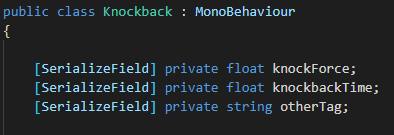 public class Knockback : MonoBehaviour
{
[SerializeField] private float knockForce;
[SerializeField] private float knockbackTime;
[SerializeField] private string otherTag;